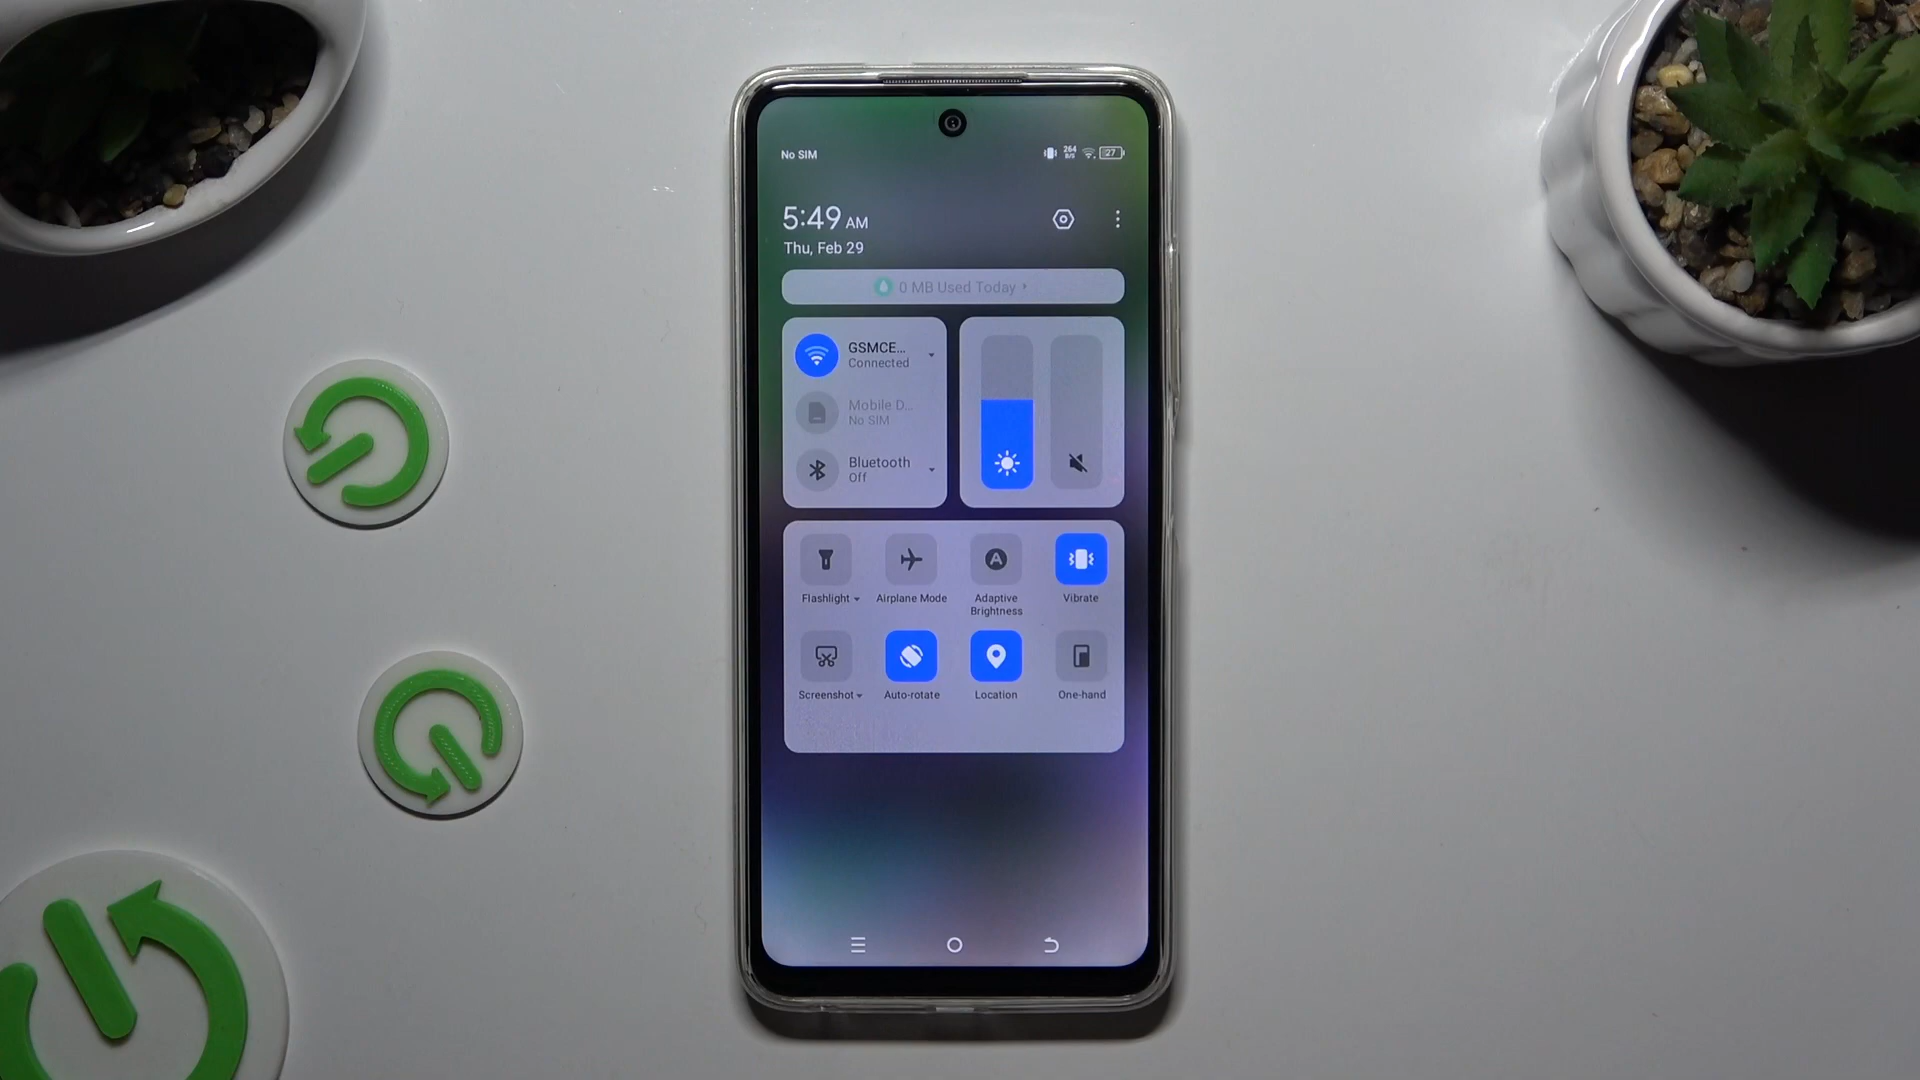 No SIM
264
B/S
27
5:49 AM
Thu, Feb 29
0 MB Used Today
GSMCE...
Connected
Mobile D...
No SIM
Bluetooth
Off
Flashlight
Airplane Mode
Adaptive
Brightness
Vibrate
Screenshot
Auto-rotate
Location
One-hand